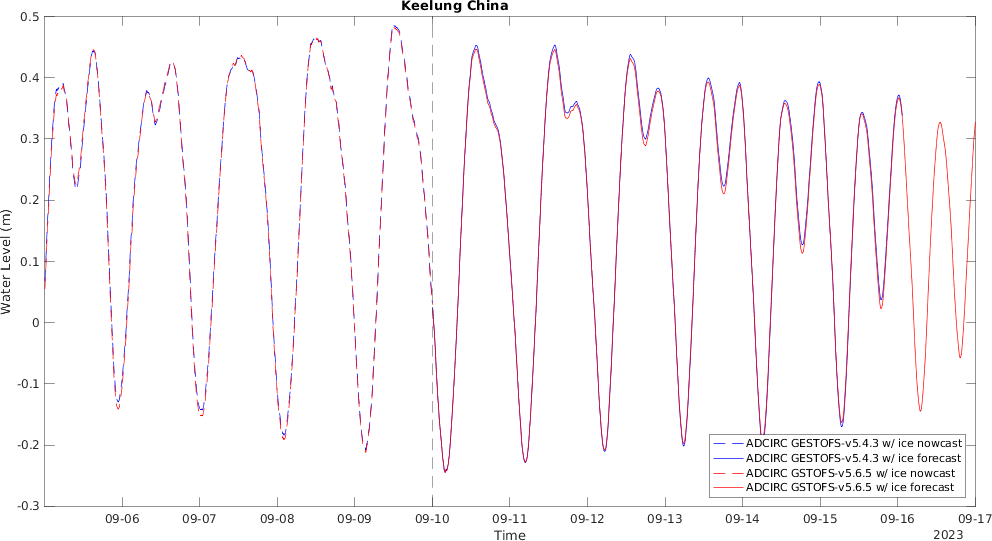 Keelung China
Water Level (m)
0.5
0.4
0.3
0.2
0.1
0
-0.1
-0.2
-0.3
ADCIRC GESTOFS-v5.4.3 w/ ice nowcast
ADCIRC GESTOFS-v5.4.3 w/ ice forecast
ADCIRC GSTOFS-v5.6.5 w/ ice nowcast
ADCIRC GSTOFS-v5.6.5 w/ ice forecast
09-06 09-07 09-08 09-09 09-10 09-11 09-12 09-13 09-14 09-15 09-16 09-17
Time
2023